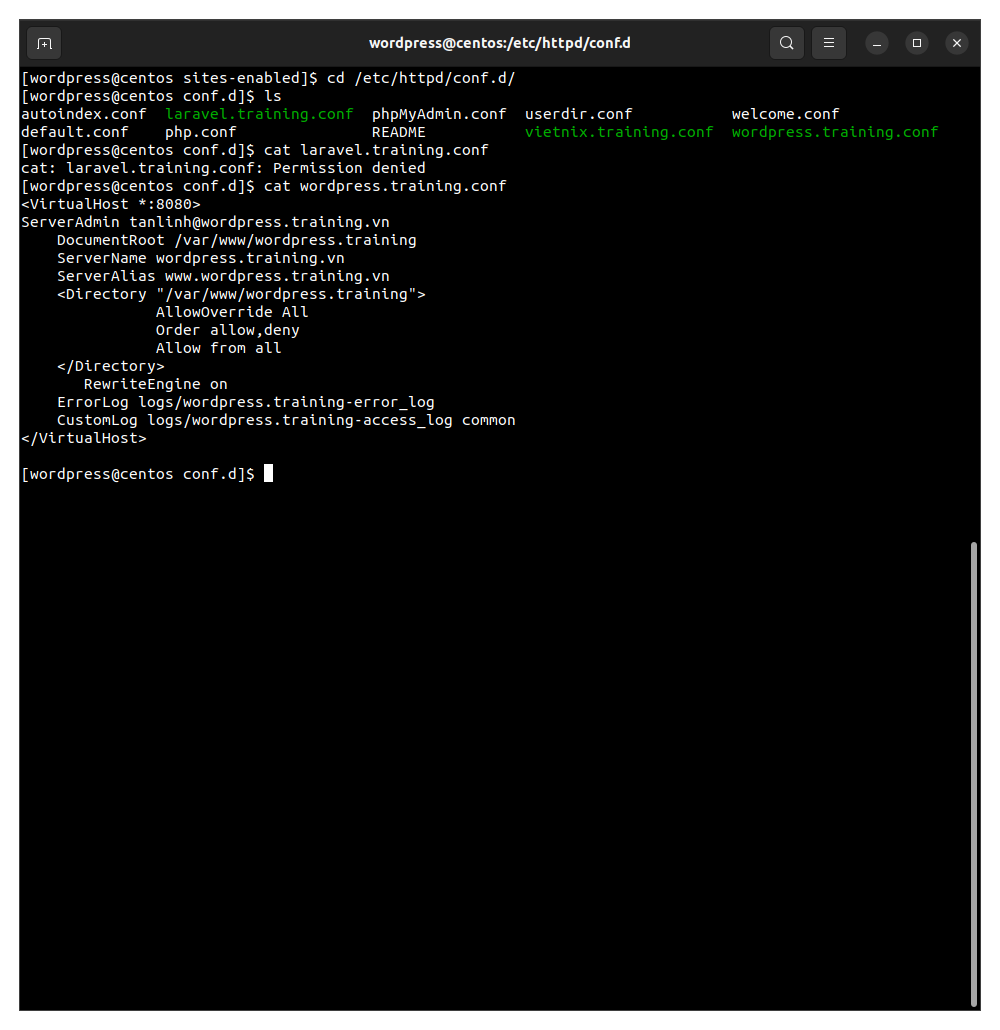 wordpress@centos:/etc/httpd/conf.d
[wordpress@centos sites-enabled]$ cd /etc/httpd/conf.d/
[wordpress@centos conf.d]$ ls
autoindex.conf  laravel.training.conf  phpMyAdmin.conf  userdir.conf           welcome.conf
default.conf    php.conf               README           vietnix.training.conf  wordpress.training.conf
[wordpress@centos conf.d]$ cat laravel.training.conf
cat: laravel.training.conf: Permission denied
[wordpress@centos conf.d]$ cat wordpress.training.conf
<VirtualHost *:8080>
ServerAdmin tanlinh@wordpress.training.vn
    DocumentRoot /var/www/wordpress.training
    ServerName wordpress.training.vn
    ServerAlias www.wordpress.training.vn
    <Directory "/var/www/wordpress.training">
               AllowOverride All
               Order allow,deny
               Allow from all
    </Directory>
       RewriteEngine on
    ErrorLog logs/wordpress.training-error_log
    CustomLog logs/wordpress.training-access_log common
</VirtualHost>
[wordpress@centos conf.d]$